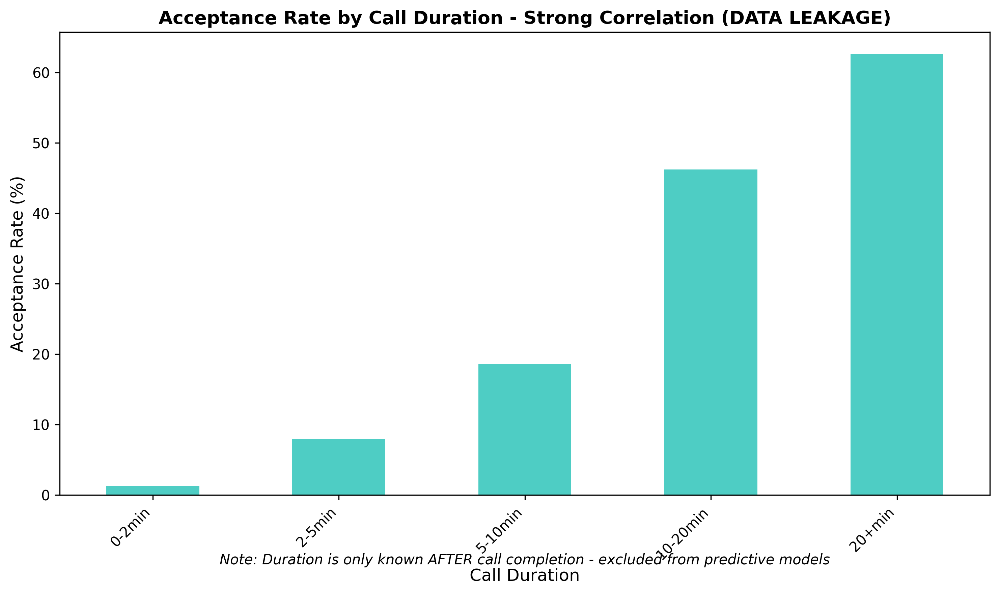 Acceptance Rate by Call Duration - Strong Correlation (DATA LEAKAGE)
Acceptance Rate (%)
60
50
40
30
20
10
0
0-2min
2-5min
5-10min
10-20min
20+min
Note: Duration is only known AFTER call completion - excluded from predictive models
Call Duration